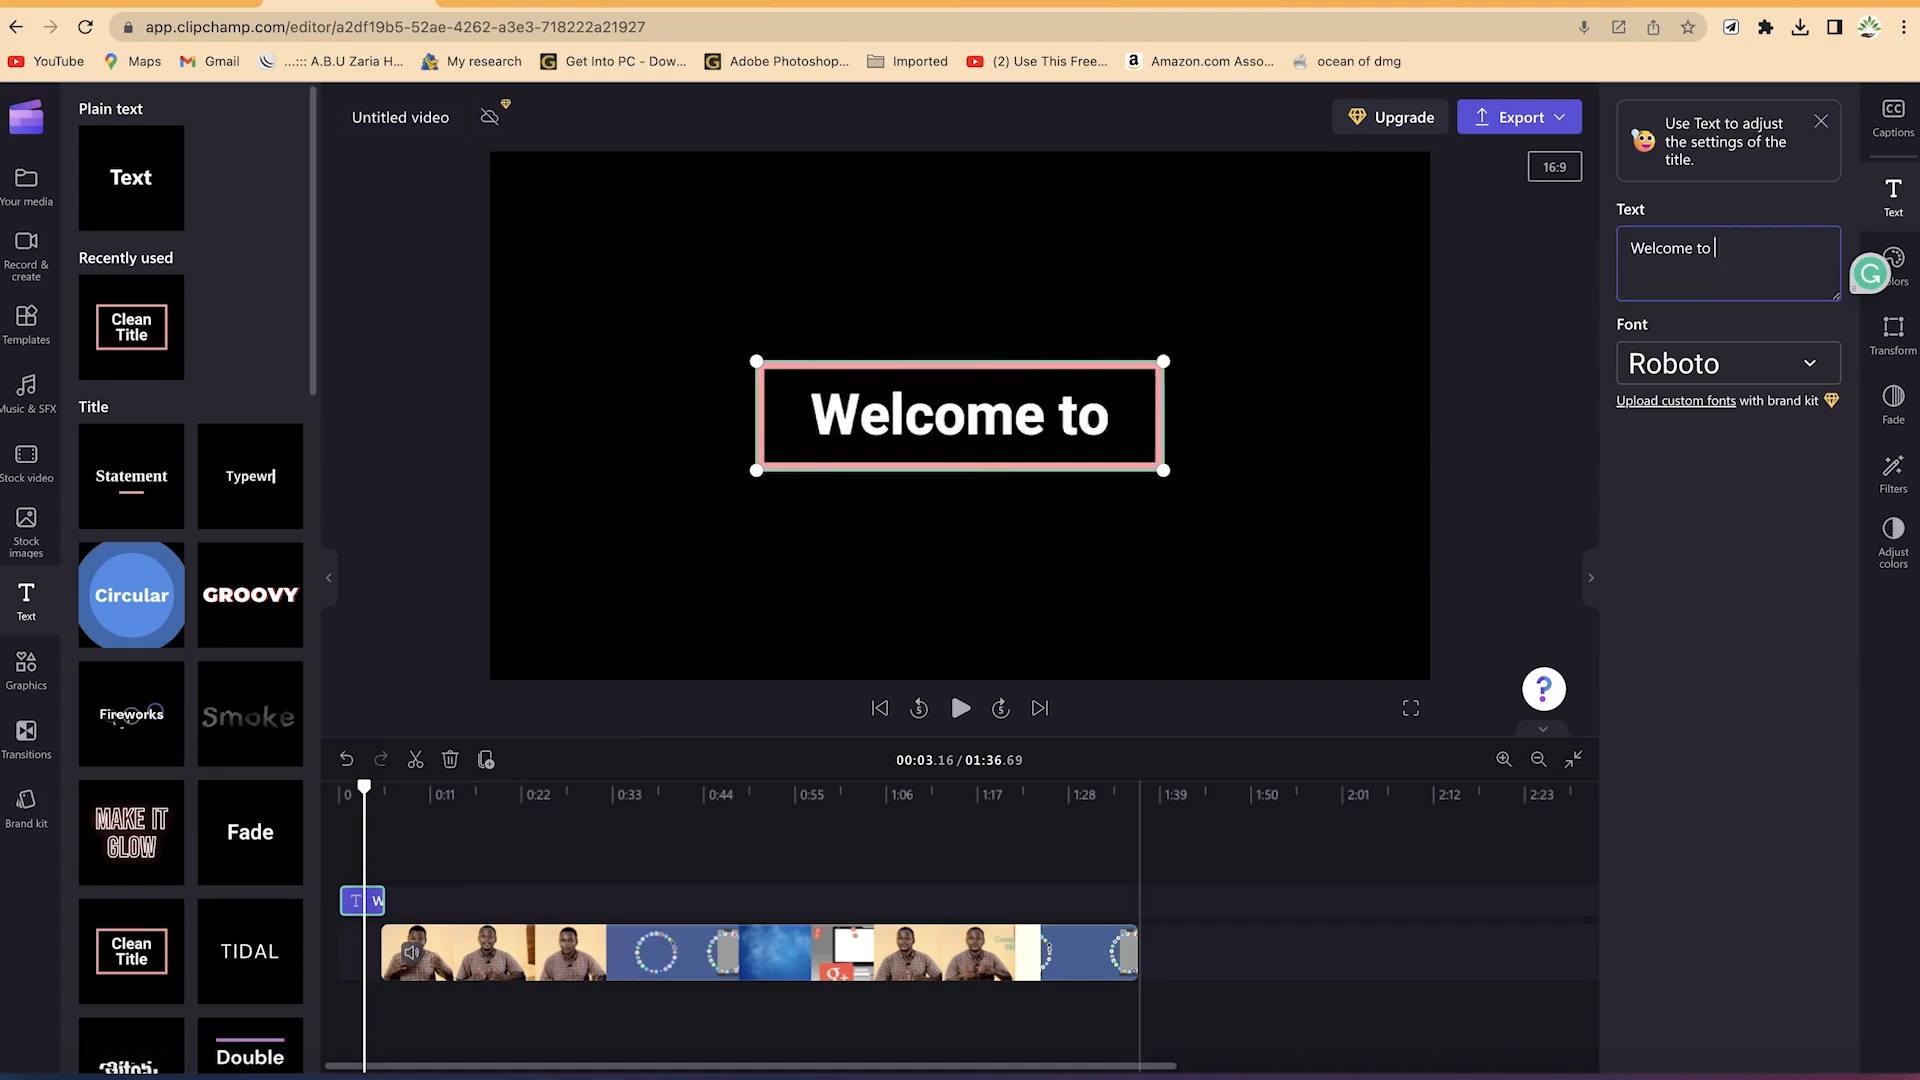 app.clipchamp.com/editor/a2df19b5-52ae-4262-a3e3-718222a21927
YouTube
Maps
Gmail
...::: A.B.U Zaria H...
My research
Get Into PC - Dow...
Adobe Photoshop...
Imported
(2) Use This Free...
Amazon.com Asso...
ocean of dmg
Your media
Record &
create
Templates
Music & SFX
Stock video
Stock
images
Text
Graphics
Transitions
Brand kit
Plain text
Text
Recently used
Clean
Title
Title
Statement
Typewr
Circular
GROOVY
Fireworks
Smoke
MAKE IT
GLOW
Fade
Clean
Title
TIDAL
Double
Untitled video
Upgrade
Export
16:9
Welcome to
00:03.16 / 01:36.69
0
0:11
0:22
0:33
0:44
0:55
1:06
1:17
1:28
1:39
1:50
2:01
2:12
2:23
T W
Use Text to adjust
the settings of the
title.
Text
Welcome to
Font
Roboto
Upload custom fonts with brand kit
Captions
Text
Transform
Fade
Filters
Adjust
colors